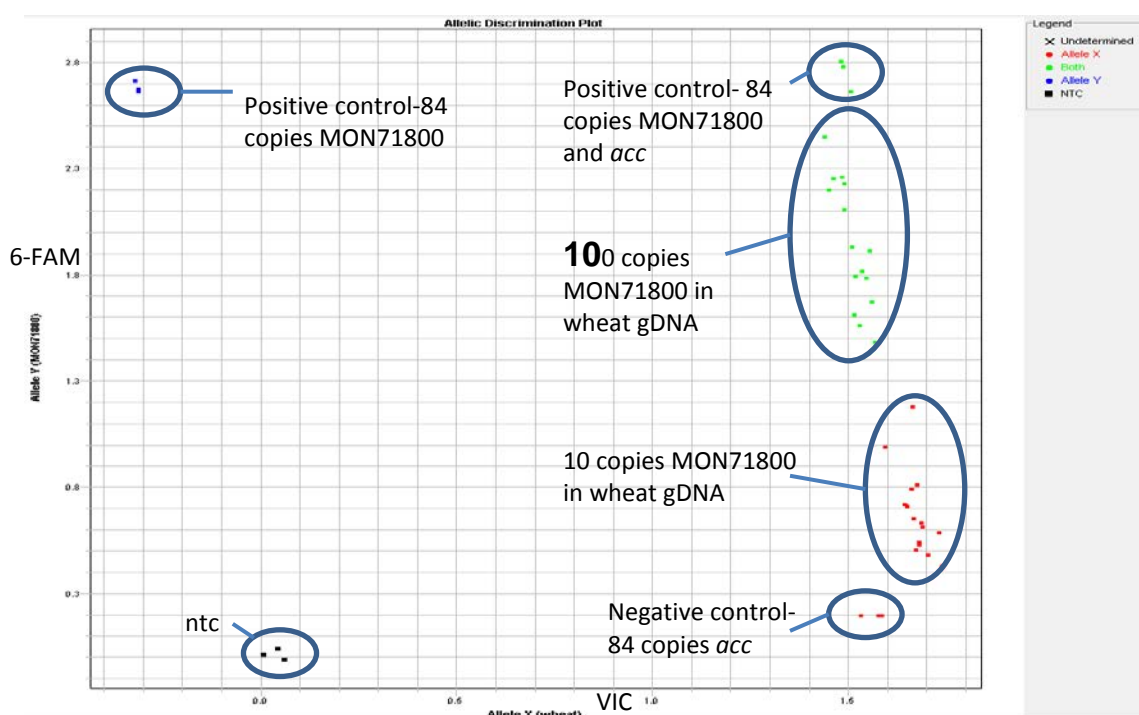 Allelic Discrimination Plot
Legend
Undetermined
Allele X
Both
Allele Y
NTC
2.8
2.3
1.8
1.3
0.8
0.3
6-FAM
Allele Y (MON71800)
Positive control-84
copies MON71800
Positive control- 84
copies MON71800
and acc
100 copies
MON71800 in
wheat gDNA
10 copies MON71800
in wheat gDNA
Negative control-
84 copies acc
ntc
0.0
0.5
1.0
1.5
VIC
Allele X (wheat)